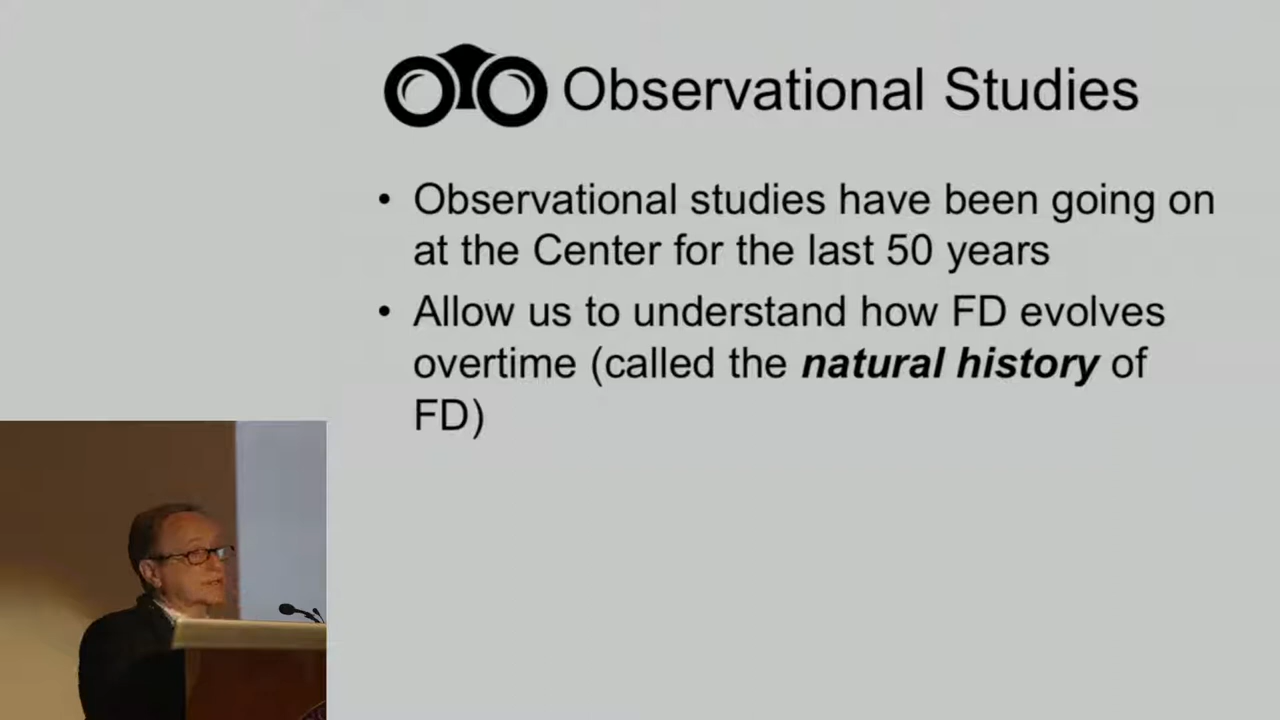 Observational Studies
• Observational studies have been going on
at the Center for the last 50 years
• Allow us to understand how FD evolves
overtime (called the natural history of
FD)